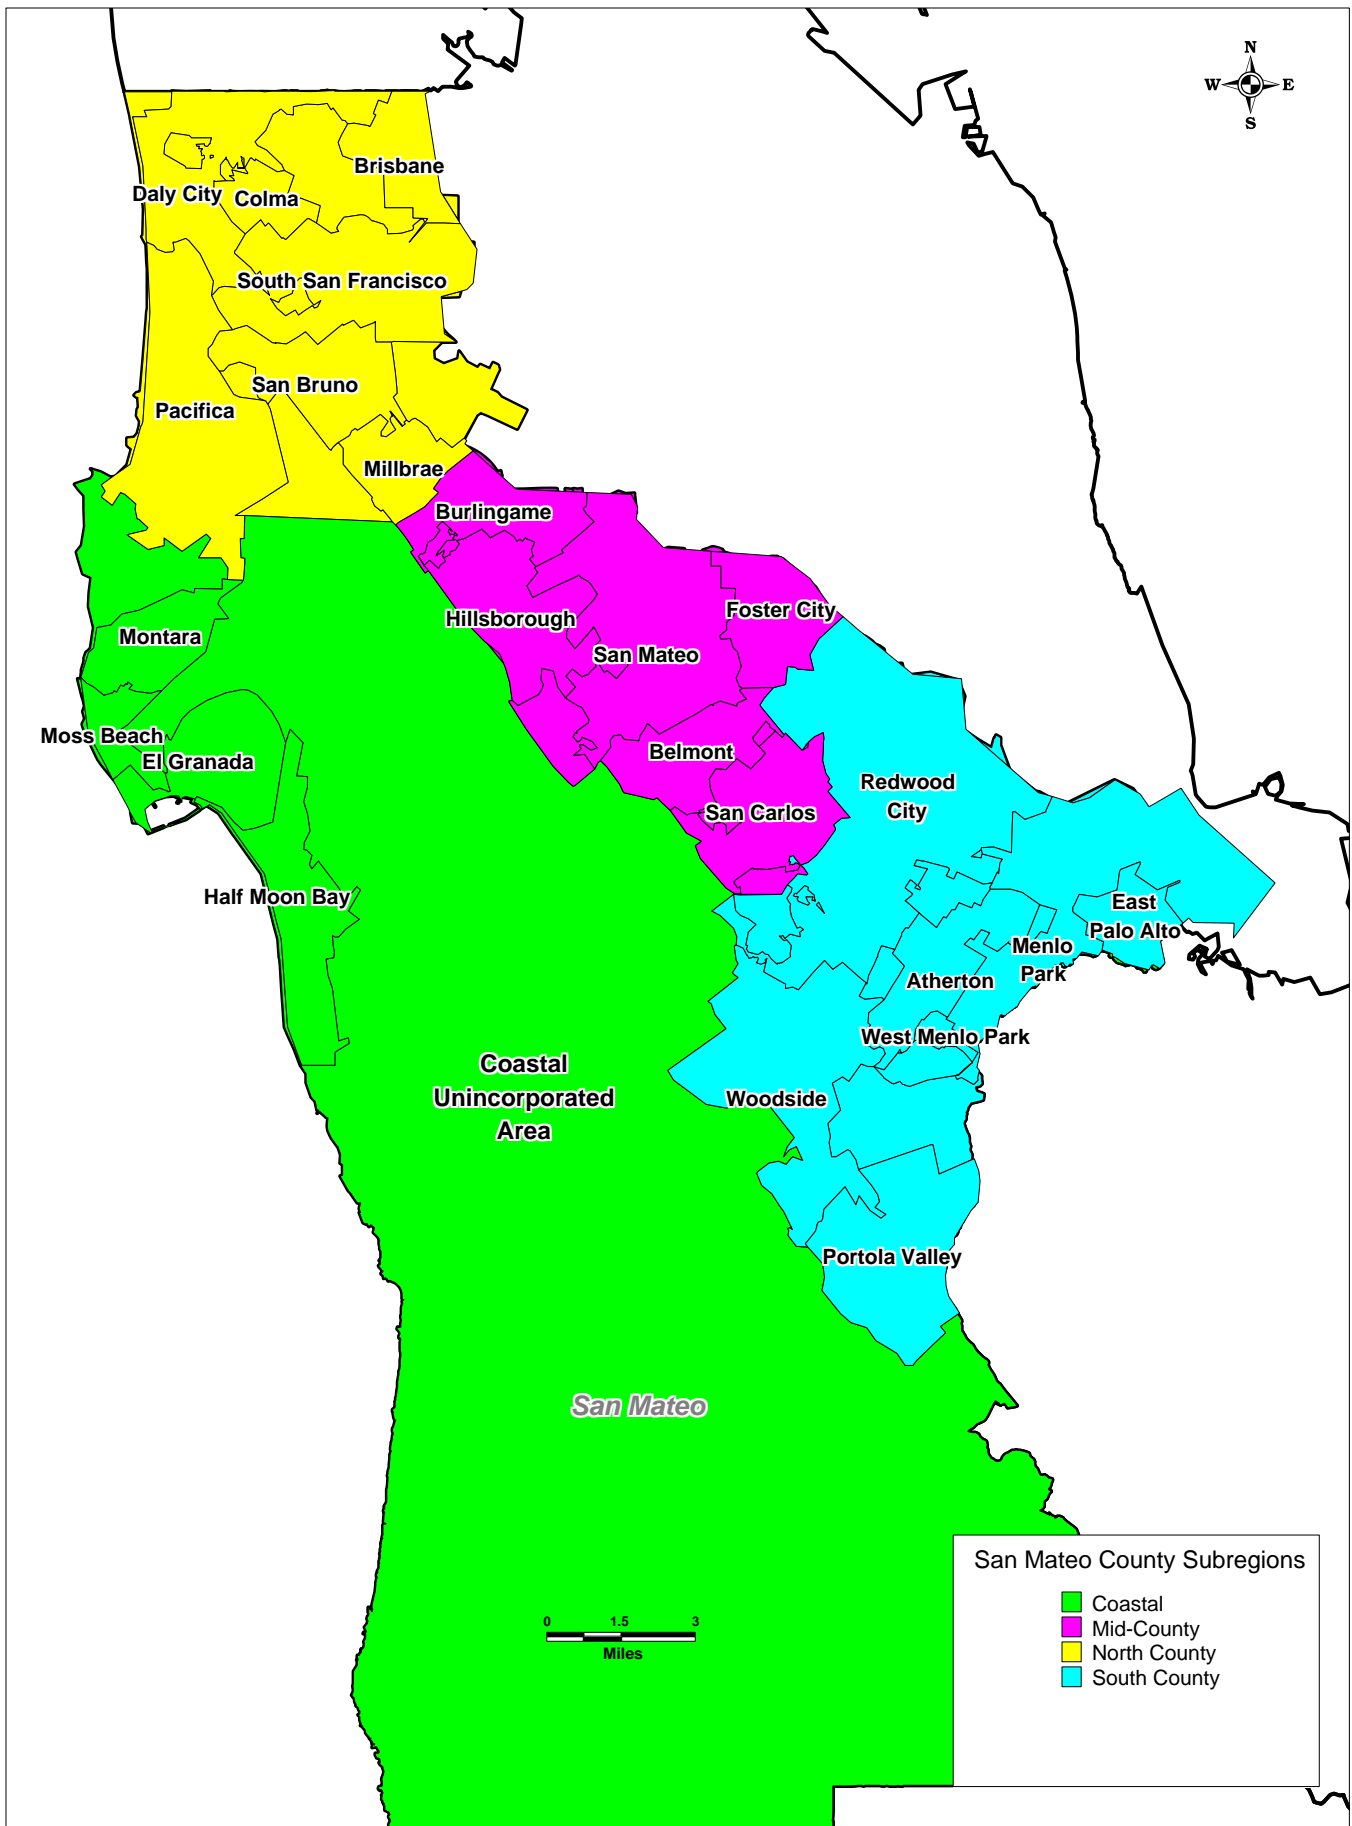 N
W E
S
Brisbane
Daly City
Colma
South San Francisco
San Bruno
Pacifica
Millbrae
Burlingame
Hillsborough
Foster City
San Mateo
Montara
Moss Beach
El Granada
Belmont
San Carlos
Redwood
City
Half Moon Bay
East
Palo Alto
Menlo
Park
Atherton
West Menlo Park
Coastal
Unincorporated
Area
Woodside
Portola Valley
San Mateo
San Mateo County Subregions
Coastal
Mid-County
North County
South County
0 1.5 3
Miles